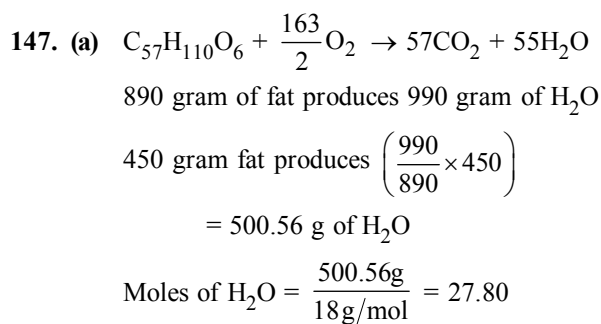 147. (a) C₅₇H₁₁₀O₆ + 163/2 O₂ → 57CO₂ + 55H₂O
890 gram of fat produces 990 gram of H₂O
450 gram fat produces (990/890 × 450)
= 500.56 g of H₂O
Moles of H₂O = 500.56g/18g/mol = 27.80